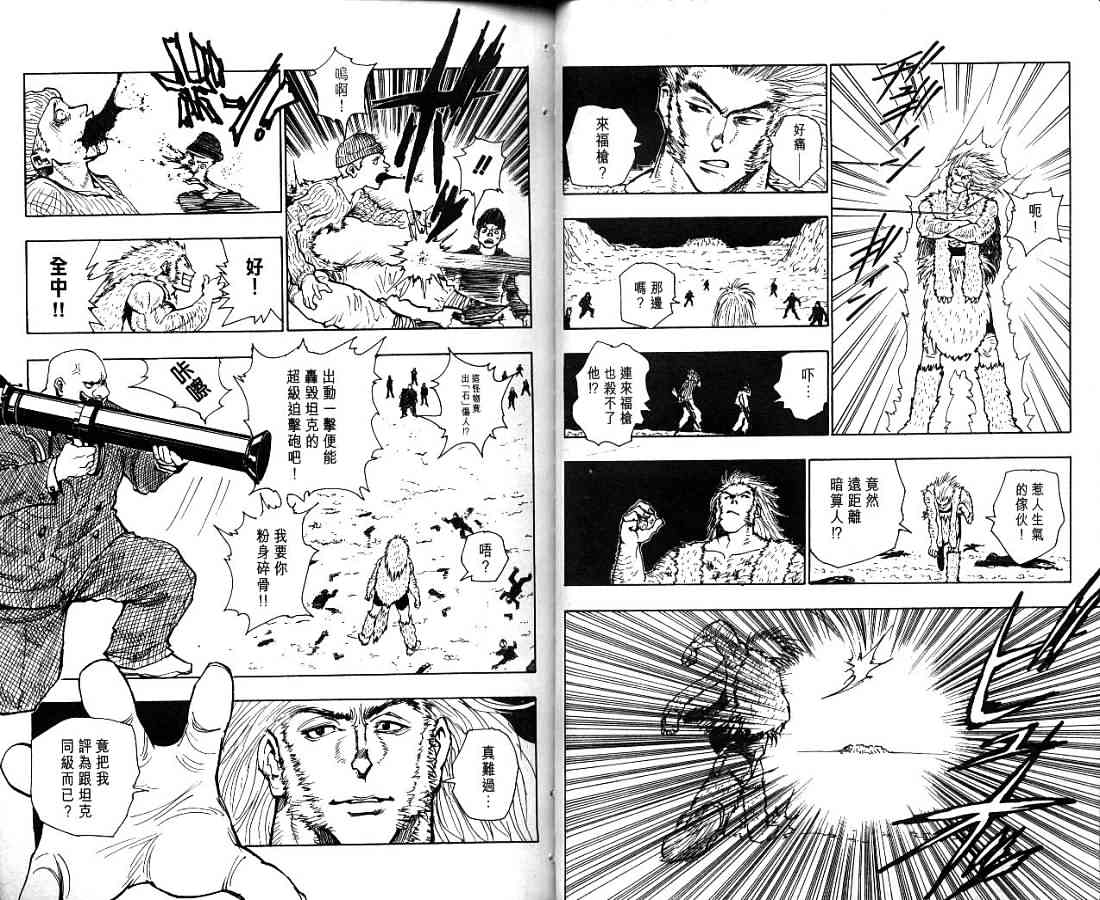 呃！
好痛
來福槍？
那邊
嗎？
吓…
連來福槍
也殺不了
他!?
惹人生氣
的傢伙！
竟然
遠距離
暗算人!?
!!
嗚啊！
好！
全中!!
這怪物竟
出「石」傷人!?
出動一擊便能
轟毀坦克的
超級迫擊砲吧！
咔嚓
唔？
我要你
粉身碎骨!!
真難過…
竟把我
評為跟坦克
同級而已？